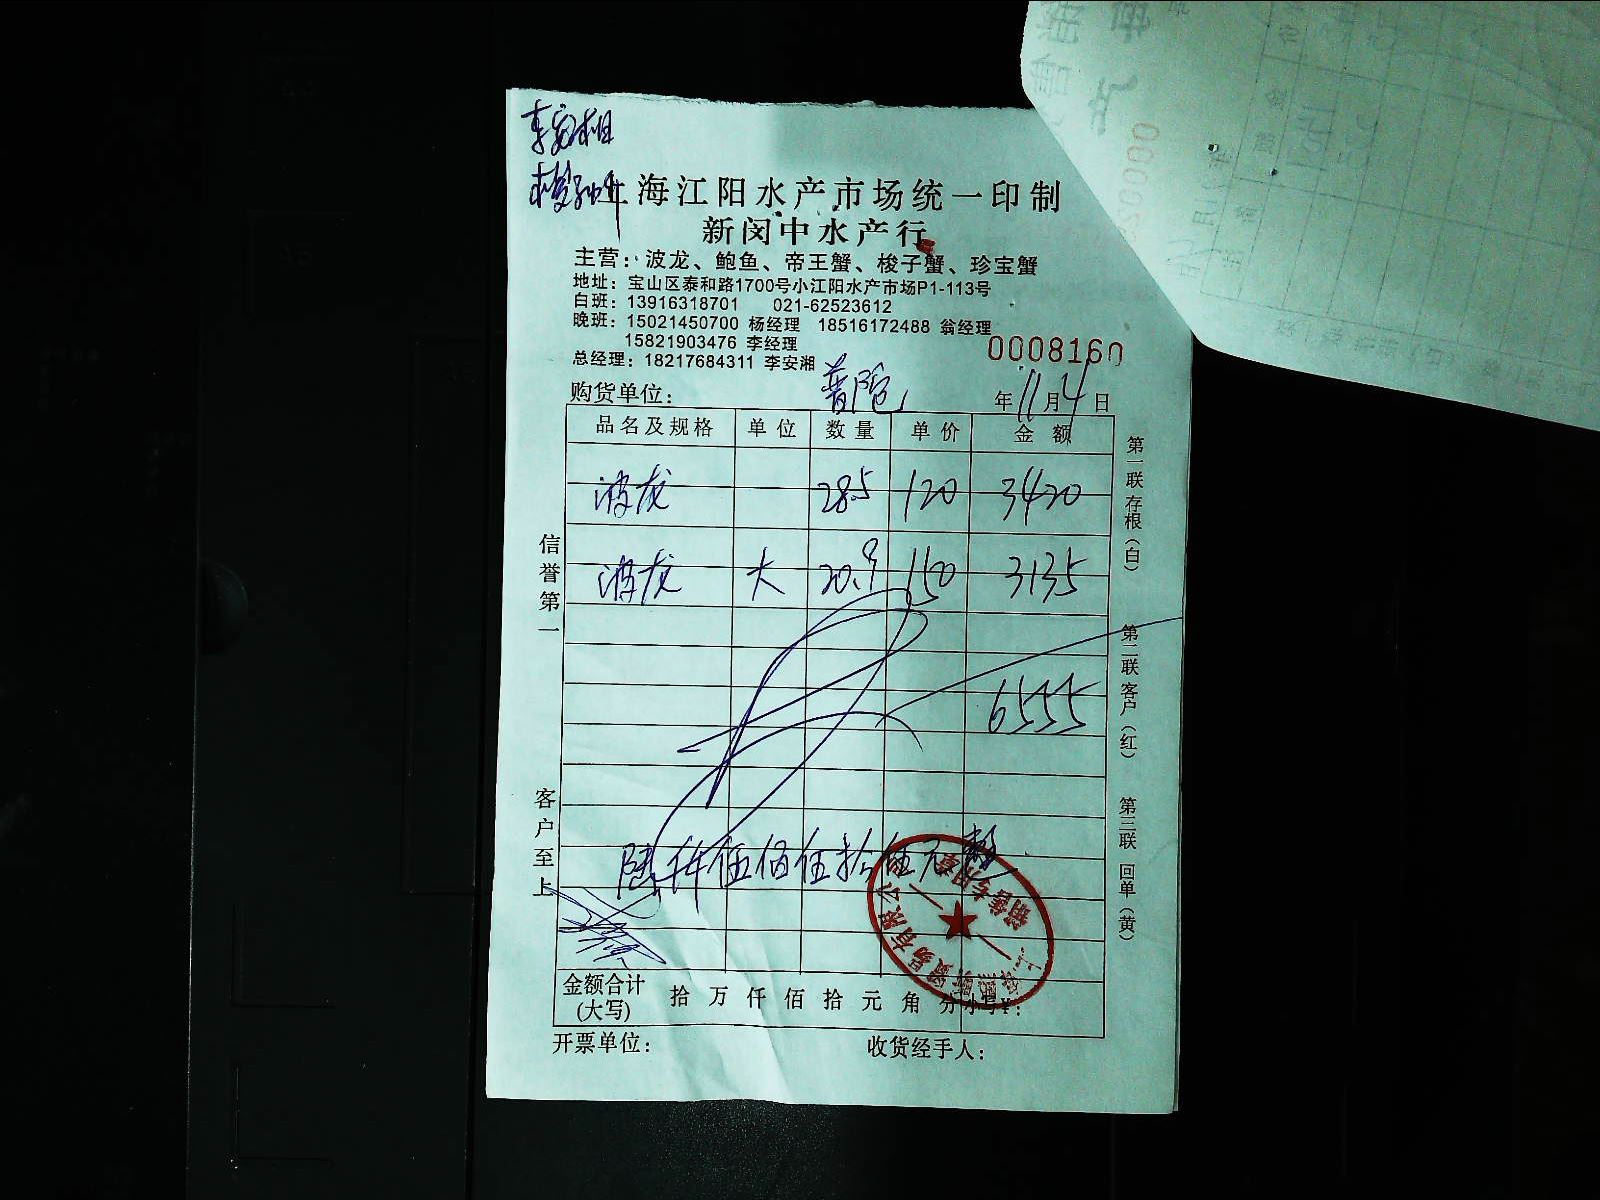 李安湘
上海江阳水产市场统一印制
新闵中水产行
主营：波龙、鲍鱼、帝王蟹、梭子蟹、珍宝蟹
地址：宝山区泰和路1700号小江阳水产市场P1-113号
白班：13916318701 021-62523612
晚班：15021450700 杨经理 18516172488 翁经理
15821903476 李经理
总经理：18217684311 李安湘
0008160
购货单位： 普陀 年 11 月 4 日
品名及规格 单位 数量 单价 金额
波龙 28.5 120 3420
波龙 大 20.9 150 3135
6555
陆仟伍佰伍拾伍元整
金额合计 拾 万 仟 佰 拾 元 角 分 小写¥：
(大写)
开票单位： 收货经手人：
信誉第一
客户至上
第一联存根（白）
第二联客户（红）
第三联回单（黄）
销售专用章